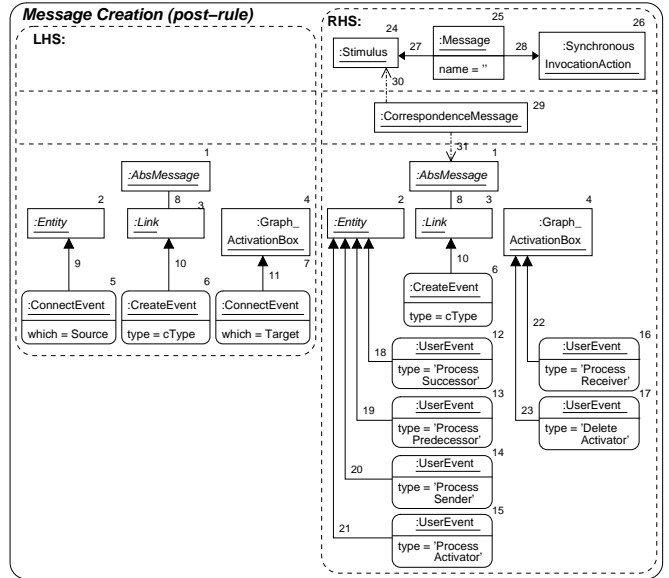 Message Creation (post–rule)
LHS:
1
:AbsMessage
8
2
3
4
:Entity
:Link
:Graph_
ActivationBox
9
10
11
7
5
6
:ConnectEvent
which = Source
:CreateEvent
type = cType
:ConnectEvent
which = Target
RHS:
24
:Stimulus
27
25
:Message
name = ''
28
26
:Synchronous
InvocationAction
30
29
:CorrespondenceMessage
31
1
:AbsMessage
8
2
3
4
:Entity
:Link
:Graph_
ActivationBox
10
6
:CreateEvent
type = cType
18
12
:UserEvent
type = 'Process
Successor'
22
16
:UserEvent
type = 'Process
Receiver'
19
13
:UserEvent
type = 'Process
Predecessor'
23
17
:UserEvent
type = 'Delete
Activator'
20
14
:UserEvent
type = 'Process
Sender'
21
15
:UserEvent
type = 'Process
Activator'